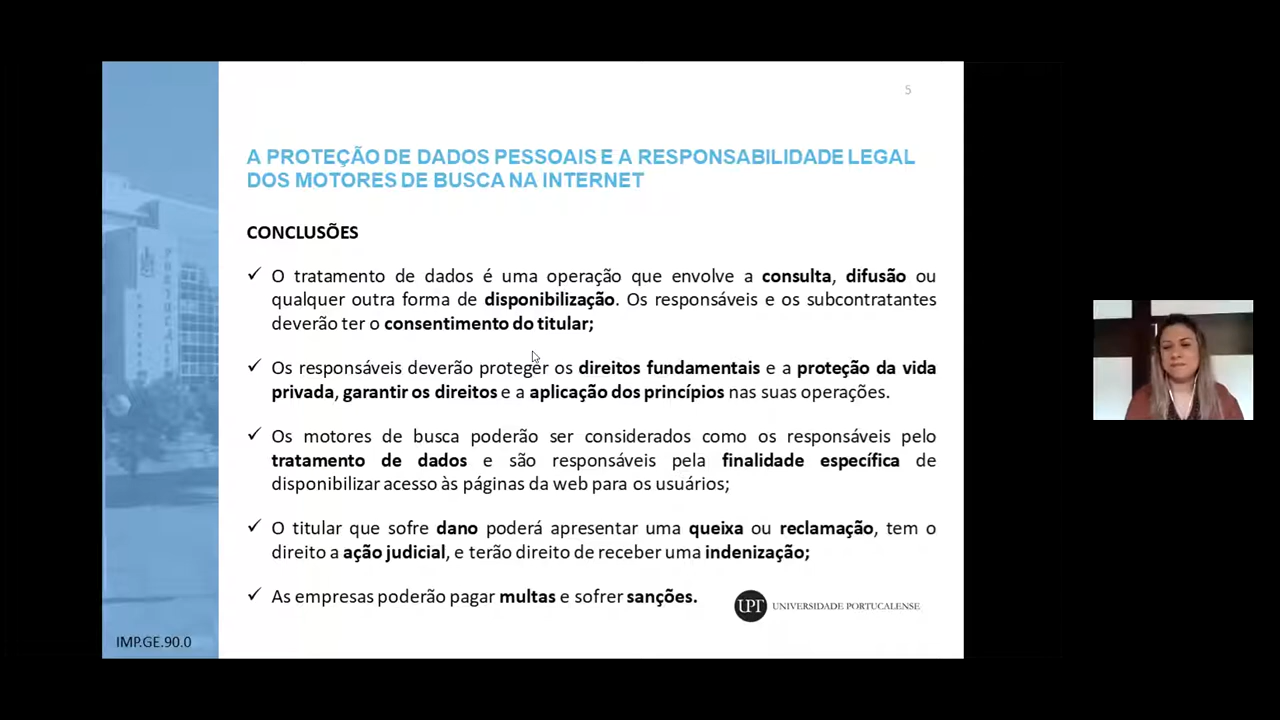 5
A PROTEÇÃO DE DADOS PESSOAIS E A RESPONSABILIDADE LEGAL
DOS MOTORES DE BUSCA NA INTERNET
CONCLUSÕES
✓ O tratamento de dados é uma operação que envolve a consulta, difusão ou
qualquer outra forma de disponibilização. Os responsáveis e os subcontratantes
deverão ter o consentimento do titular;
✓ Os responsáveis deverão proteger os direitos fundamentais e a proteção da vida
privada, garantir os direitos e a aplicação dos princípios nas suas operações.
✓ Os motores de busca poderão ser considerados como os responsáveis pelo
tratamento de dados e são responsáveis pela finalidade específica de
disponibilizar acesso às páginas da web para os usuários;
✓ O titular que sofre dano poderá apresentar uma queixa ou reclamação, tem o
direito a ação judicial, e terão direito de receber uma indenização;
✓ As empresas poderão pagar multas e sofrer sanções.
UPT UNIVERSIDADE PORTUCALENSE
IMP.GE.90.0